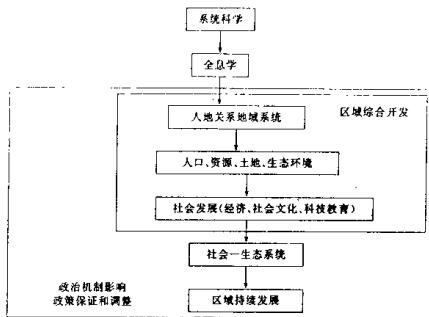 系统科学
全息学
人地关系地域系统
区域综合开发
人口、资源、土地、生态环境
社会发展(经济、社会文化、科技教育)
社会—生态系统
政治机制影响
政策保证和调整
区域持续发展